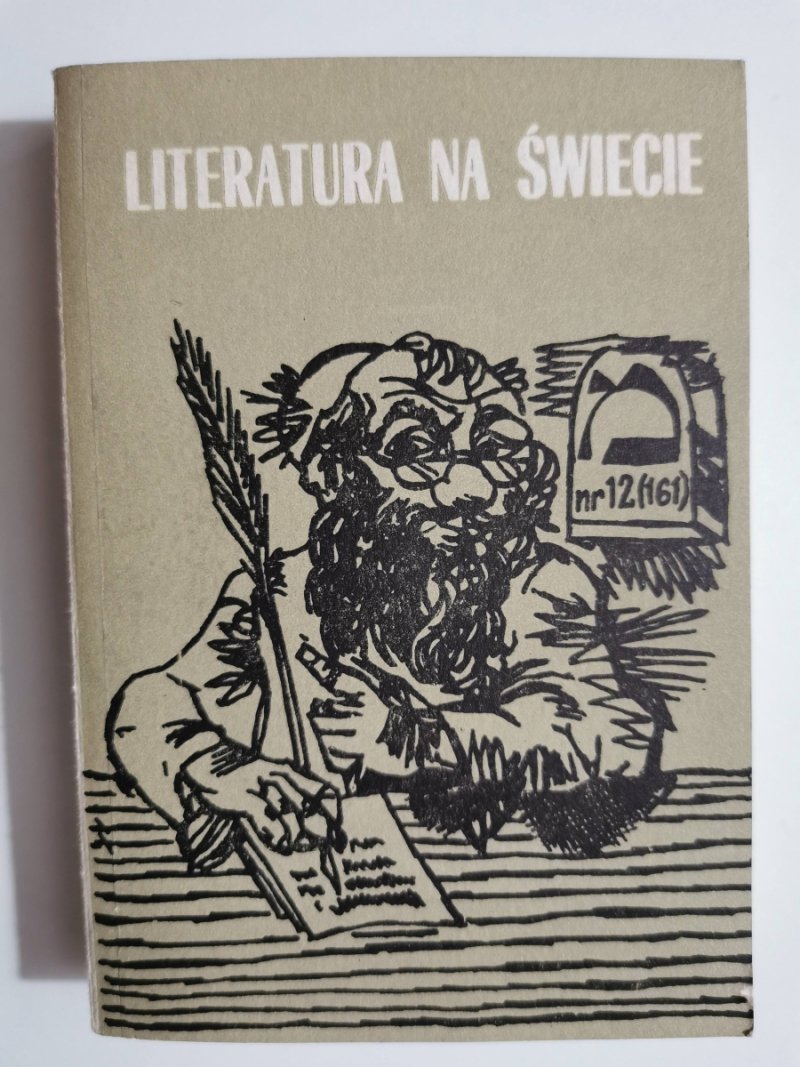 LITERATURA NA ŚWIECIE
nr 12 (161)